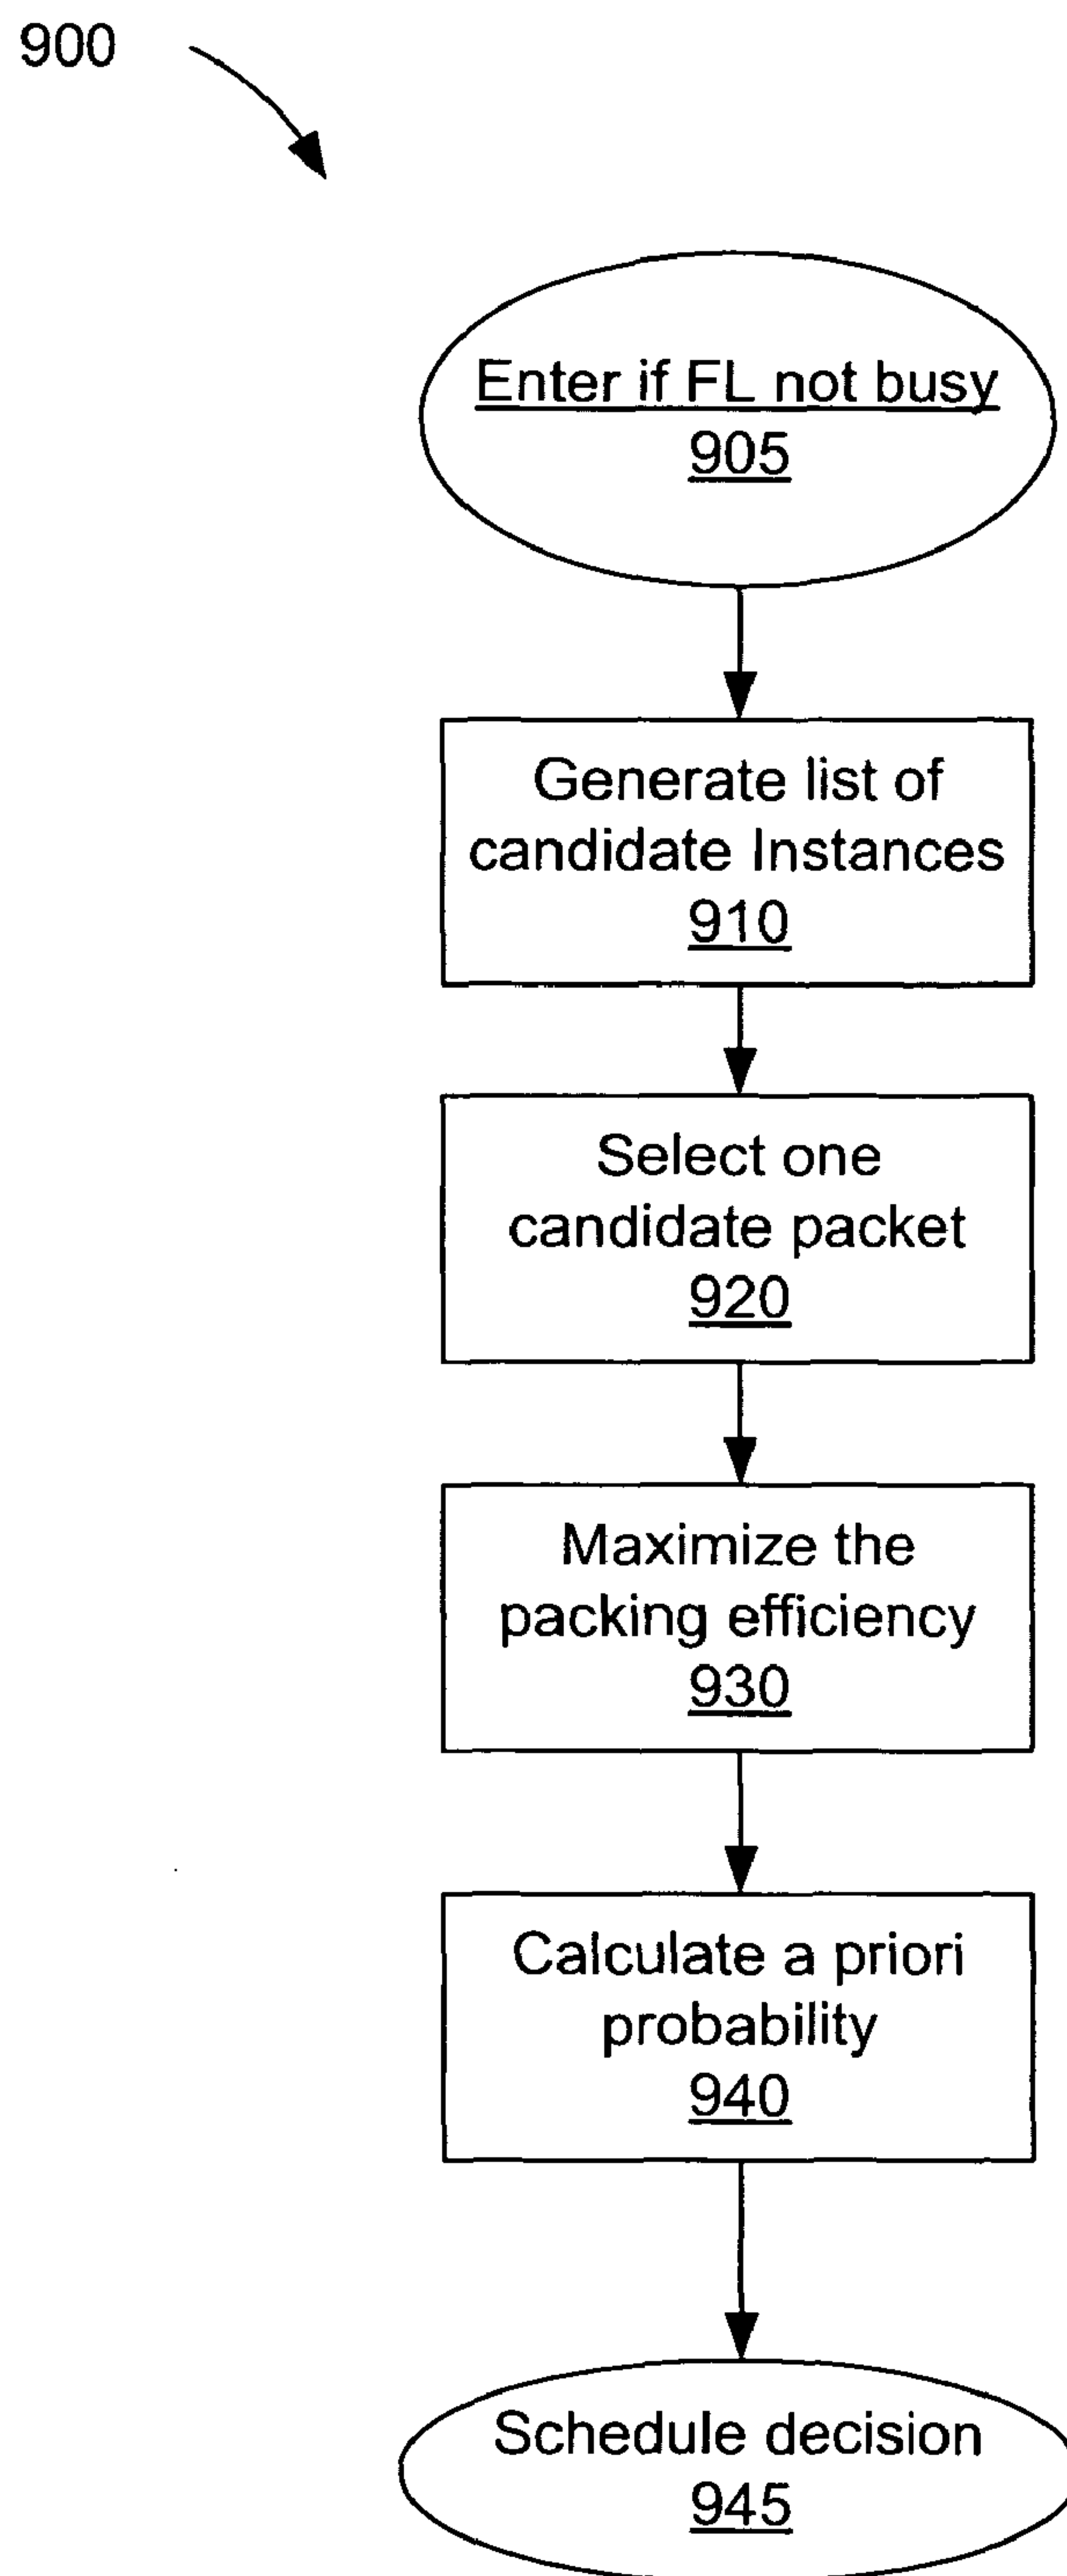 900
Enter if FL not busy
905
Generate list of
candidate Instances
910
Select one
candidate packet
920
Maximize the
packing efficiency
930
Calculate a priori
probability
940
Schedule decision
945